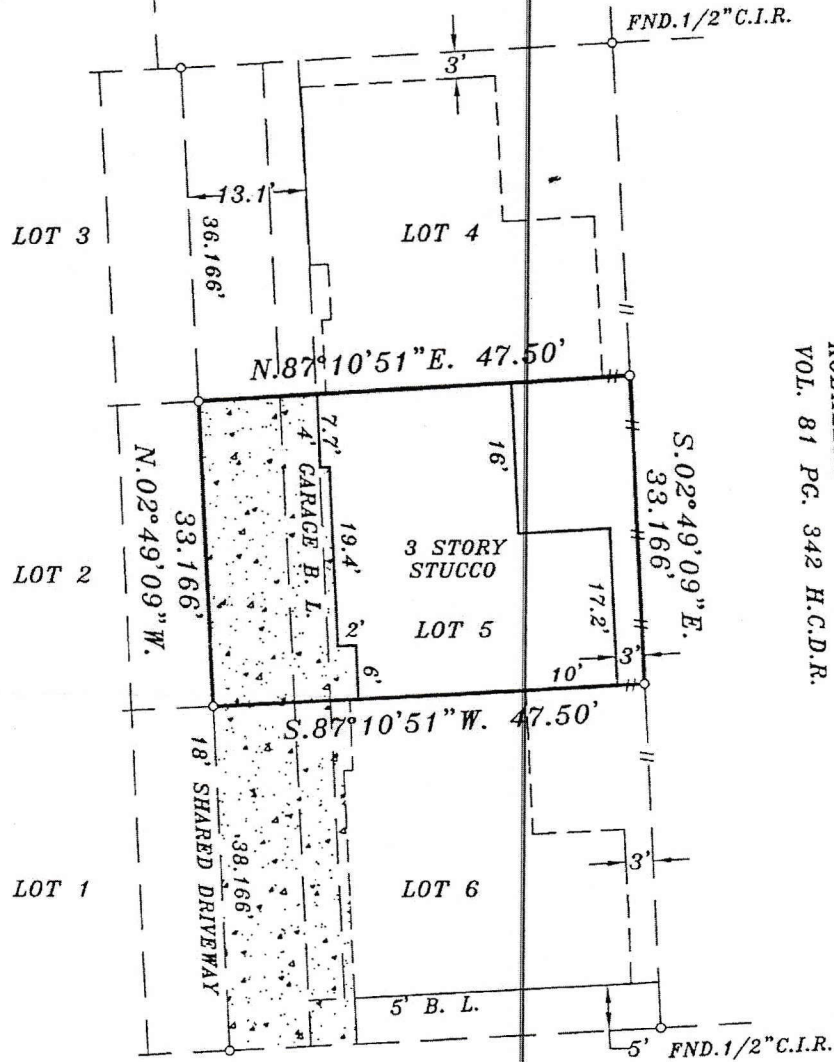 FND.1/2"C.I.R.
3'
13.1'
36.166'
LOT 3
LOT 4
N.87°10'51"E. 47.50'
VOL. 81 PG. 342 H.C.D.R.
S.02°49'09"E.
33.166'
N.02°49'09"W.
33.166'
7.7'
4' GARAGE B. L.
16'
19.4'
3 STORY
STUCCO
17.2'
LOT 2
LOT 5
2'
6'
10'
3'
S.87°10'51"W. 47.50'
18' SHARED DRIVEWAY
38.166'
LOT 1
LOT 6
3'
5' B. L.
5'
FND.1/2"C.I.R.